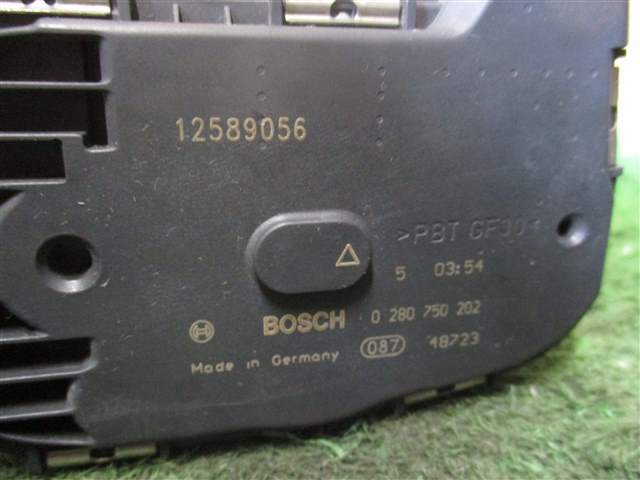 12589056
>PBT GF30<
5 03:54
BOSCH 0 280 750 202
Made in Germany 087 48723